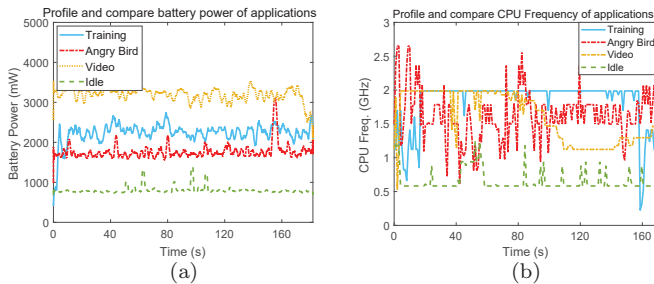 Profile and compare battery power of applications
5000
4000
3000
2000
1000
0
Battery Power (mW)
Training
Angry Bird
Video
Idle
0 40 80 120 160
Time (s)
(a)
Profile and compare CPU Frequency of applications
3
2.5
2
1.5
1
0.5
0
CPU Freq. (GHz)
Training
Angry Bird
Video
Idle
0 40 80 120 160
Time (s)
(b)